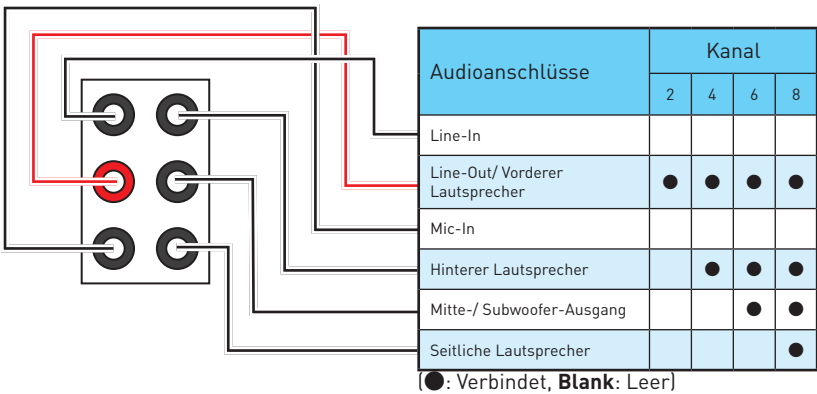 Audioanschlüsse Kanal
2 4 6 8
Line-In
Line-Out/ Vorderer
Lautsprecher ● ● ● ●
Mic-In
Hinterer Lautsprecher ● ● ●
Mitte-/ Subwoofer-Ausgang ● ●
Seitliche Lautsprecher ●
(●: Verbindet, Blank: Leer)